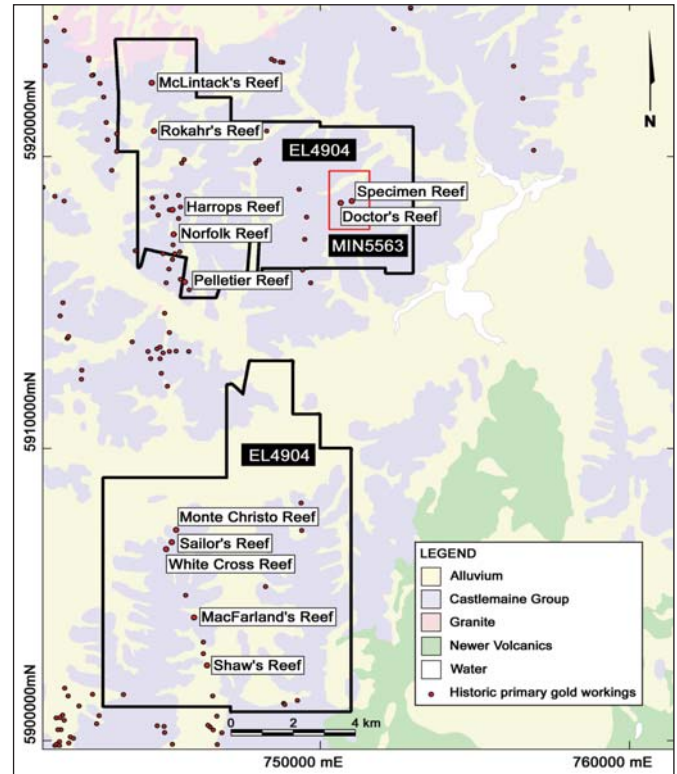 McLintack's Reef
N
Rokahr's Reef
5920000mN
EL4904
Specimen Reef
Harrops Reef
Doctor's Reef
Norfolk Reef
MIN5563
Pelletier Reef
5910000mN
EL4904
Monte Christo Reef
Sailor's Reef
White Cross Reef
MacFarland's Reef
Shaw's Reef
LEGEND
Alluvium
Castlemaine Group
Granite
Newer Volcanics
Water
Historic primary gold workings
5900000mN
0 2 4 km
750000 mE
760000 mE